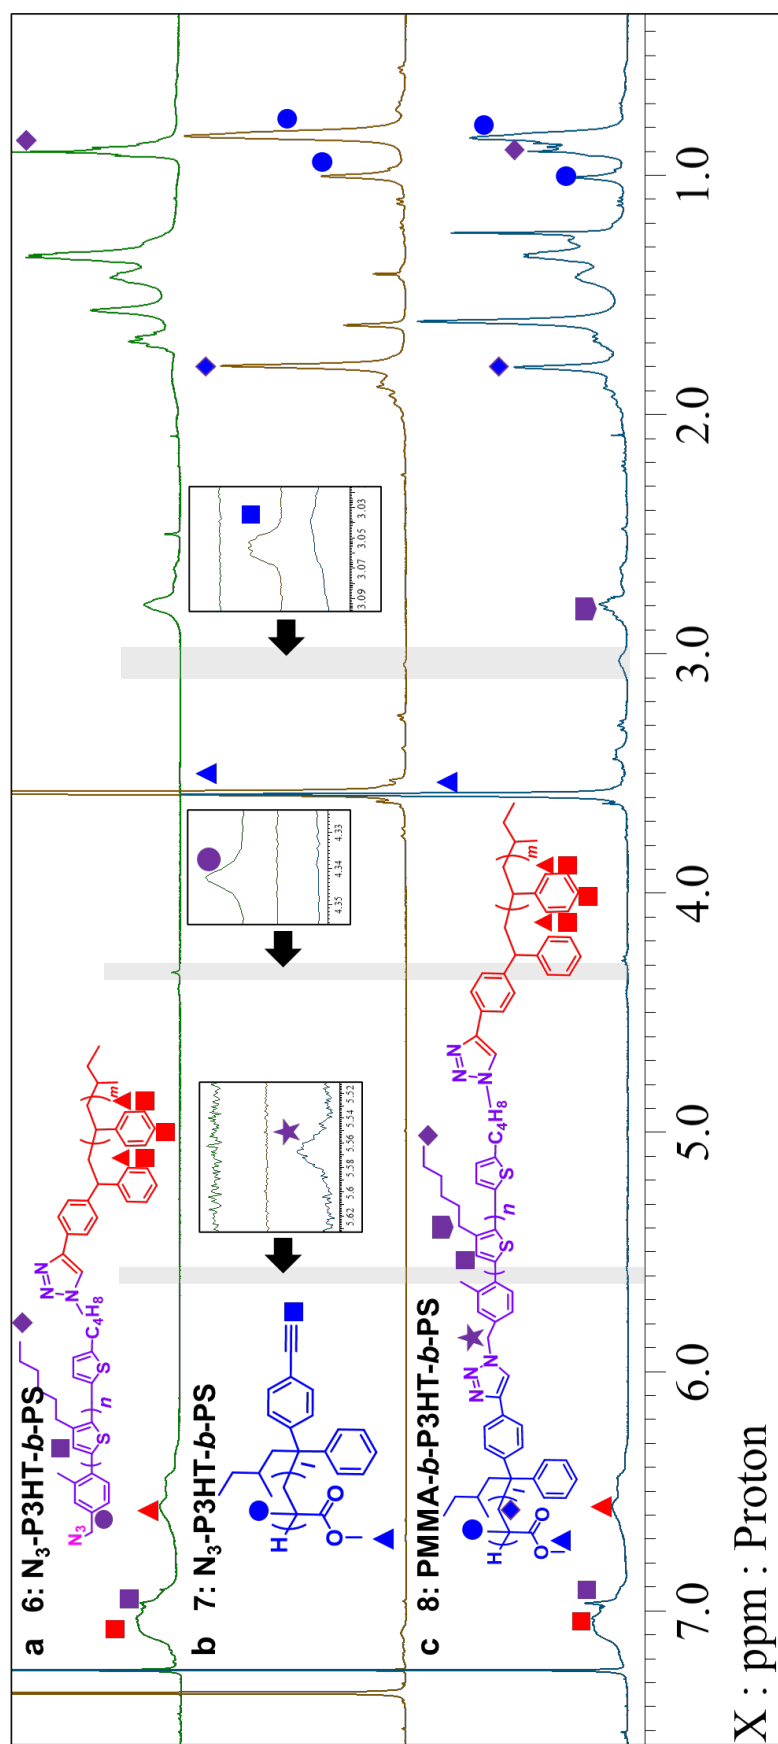 a 6: N₃-P3HT-b-PS
N₃
S
n
S
C₄H₈
N
N=N
m
b 7: N₃-P3HT-b-PS
H
O
O
l
c 8: PMMA-b-P3HT-b-PS
H
O
O
l
N=N
N
S
n
S
C₄H₈
N
N=N
m
5.62 5.6 5.58 5.56 5.54 5.52
4.35 4.34 4.33
3.09 3.07 3.05 3.03
7.0 6.0 5.0 4.0 3.0 2.0 1.0
X : ppm : Proton